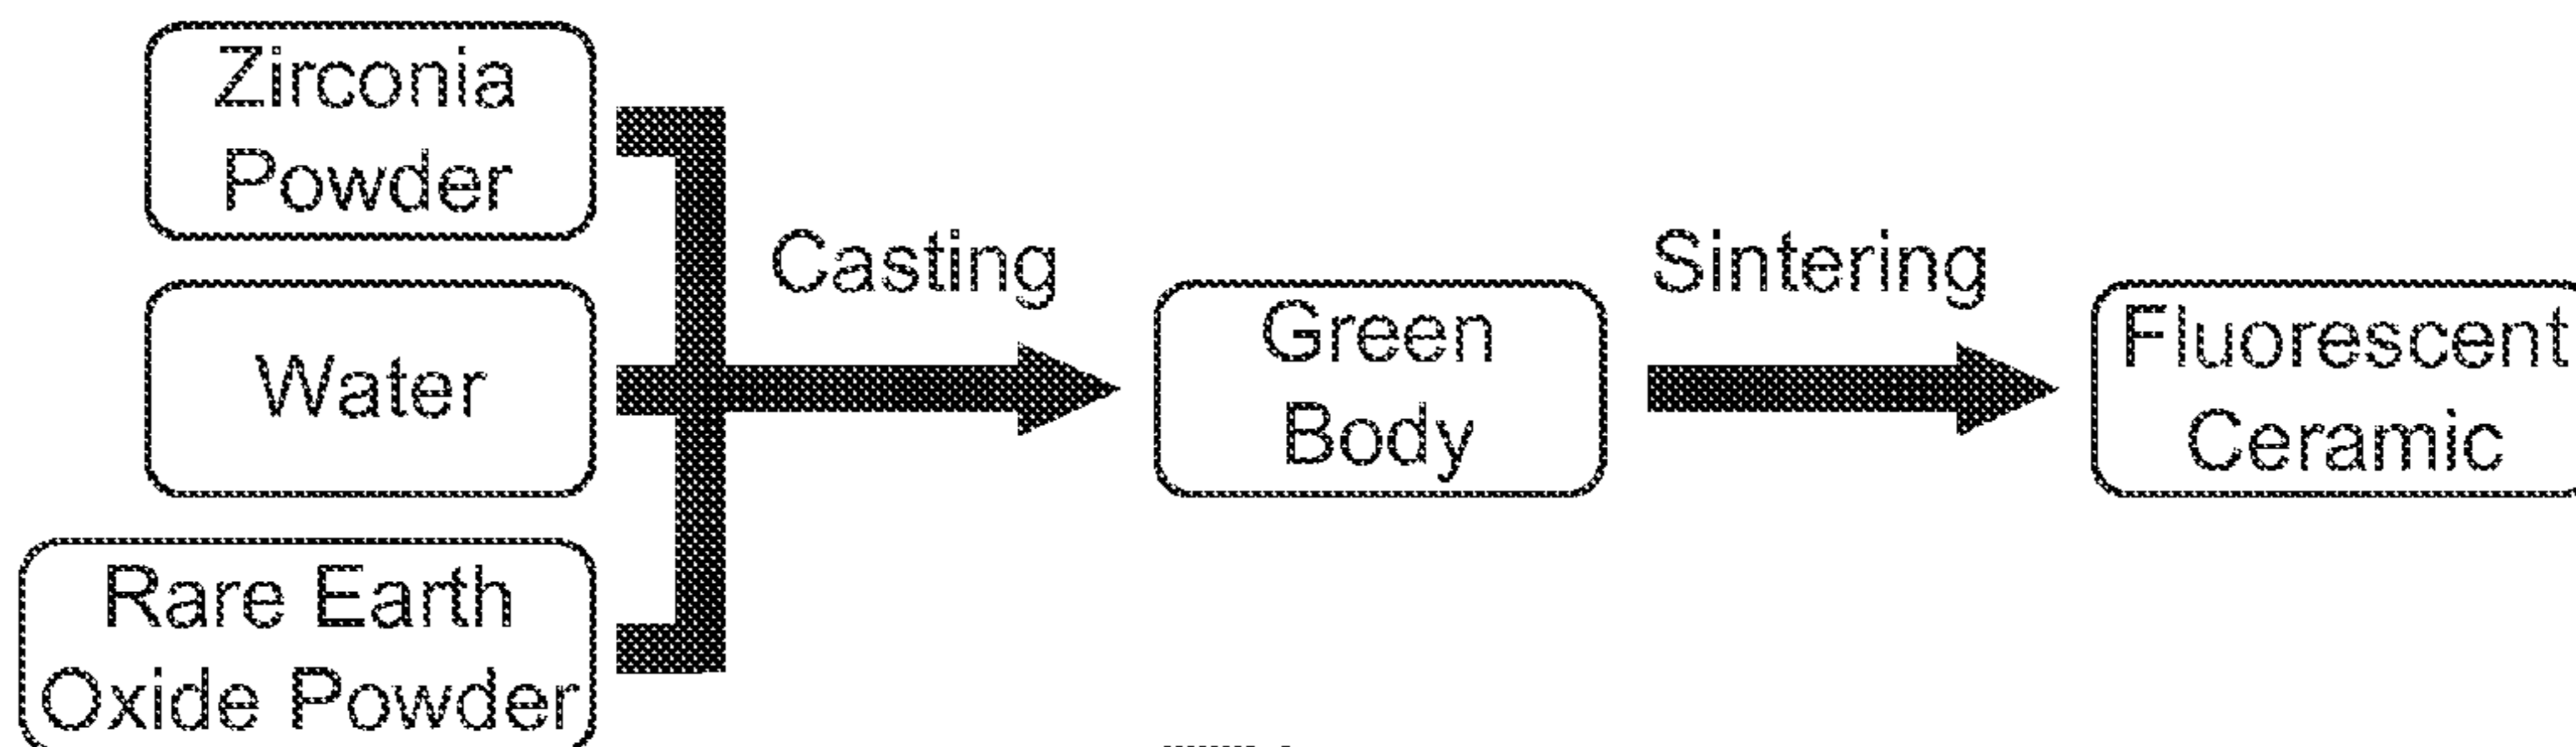 Zirconia
Powder
Water
Rare Earth
Oxide Powder
Casting
Green
Body
Sintering
Fluorescent
Ceramic